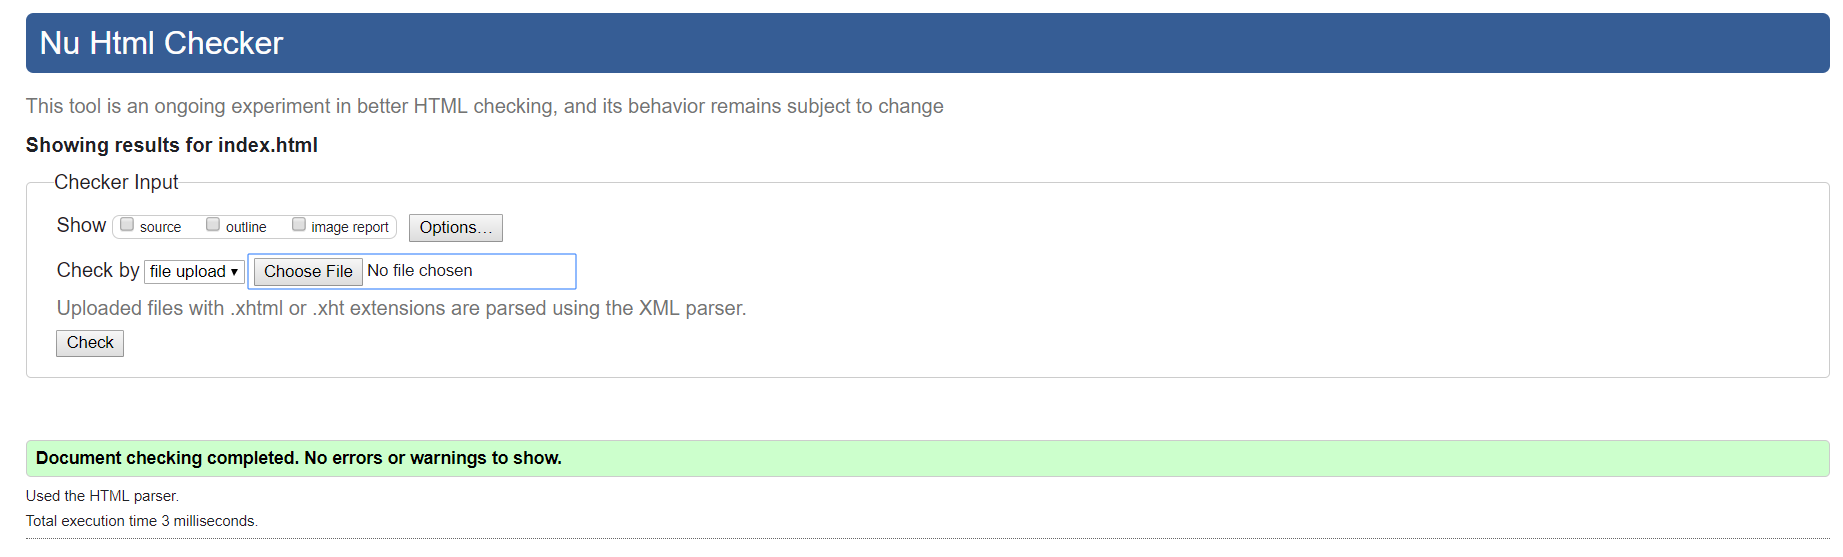 Nu Html Checker
This tool is an ongoing experiment in better HTML checking, and its behavior remains subject to change
Showing results for index.html
Checker Input
Show source outline image report Options...
Check by file upload Choose File No file chosen
Uploaded files with .xhtml or .xht extensions are parsed using the XML parser.
Check
Document checking completed. No errors or warnings to show.
Used the HTML parser.
Total execution time 3 milliseconds.